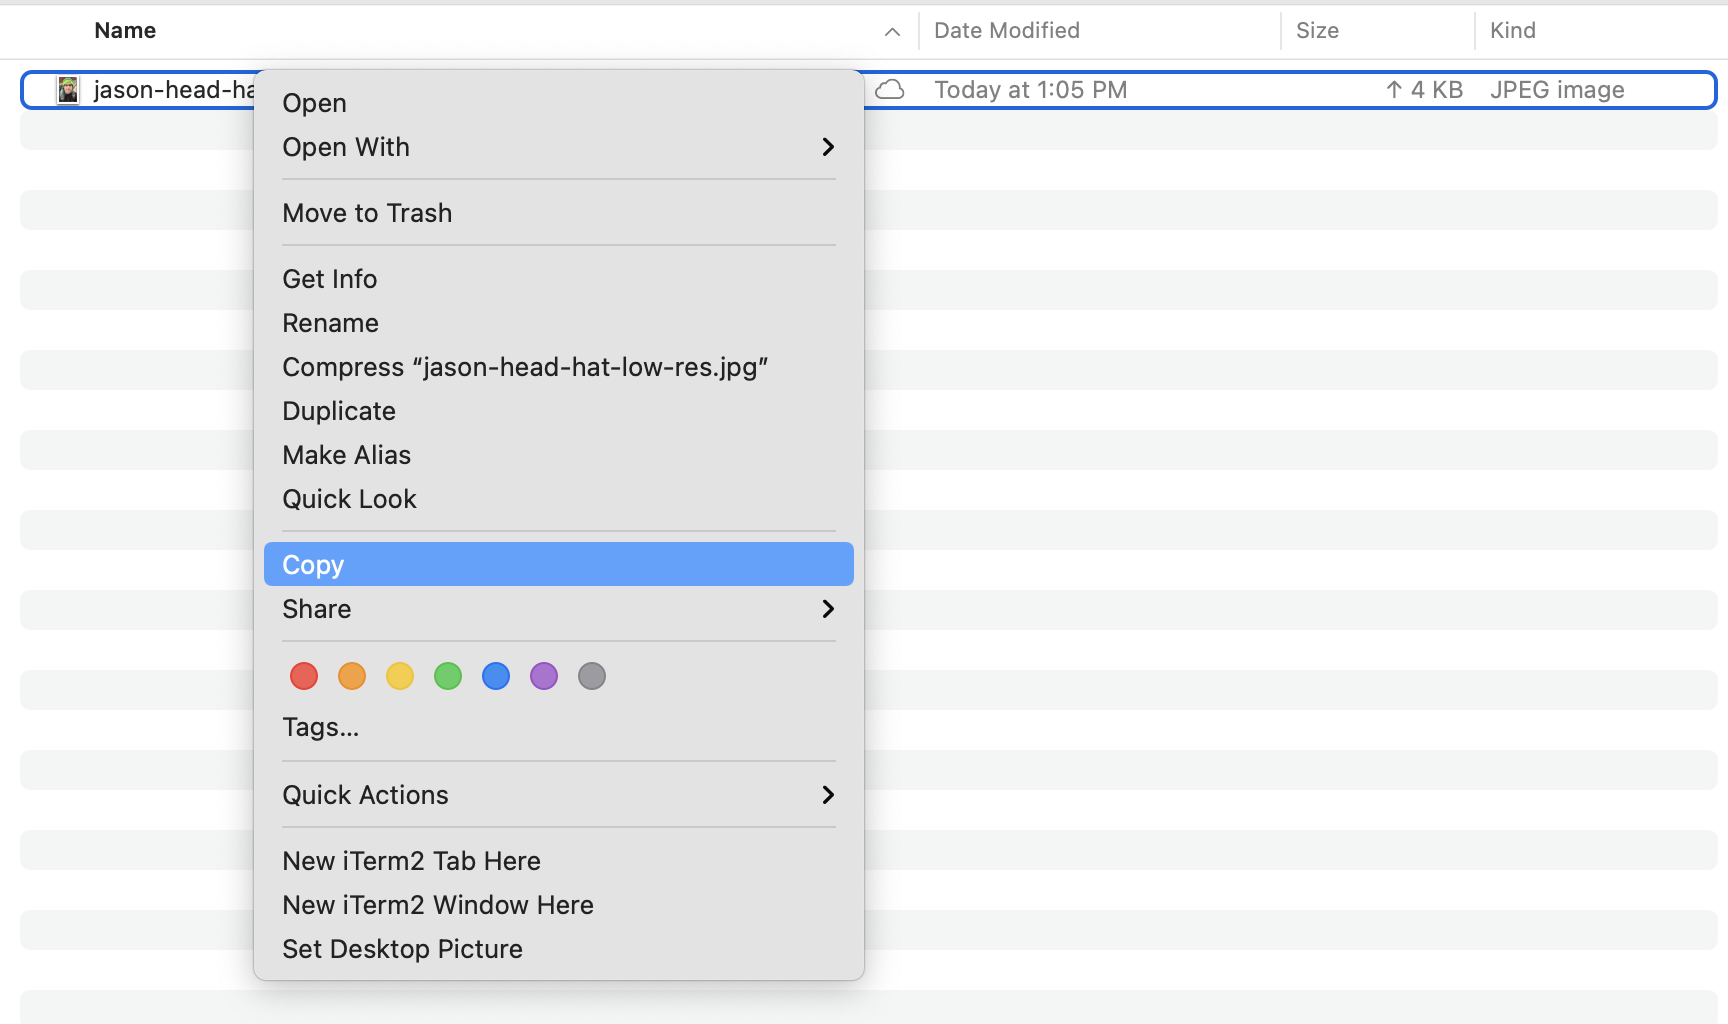 Name Date Modified Size Kind
jason-head-ha Today at 1:05 PM ↑ 4 KB JPEG image
Open
Open With
Move to Trash
Get Info
Rename
Compress “jason-head-hat-low-res.jpg”
Duplicate
Make Alias
Quick Look
Copy
Share
Tags...
Quick Actions
New iTerm2 Tab Here
New iTerm2 Window Here
Set Desktop Picture